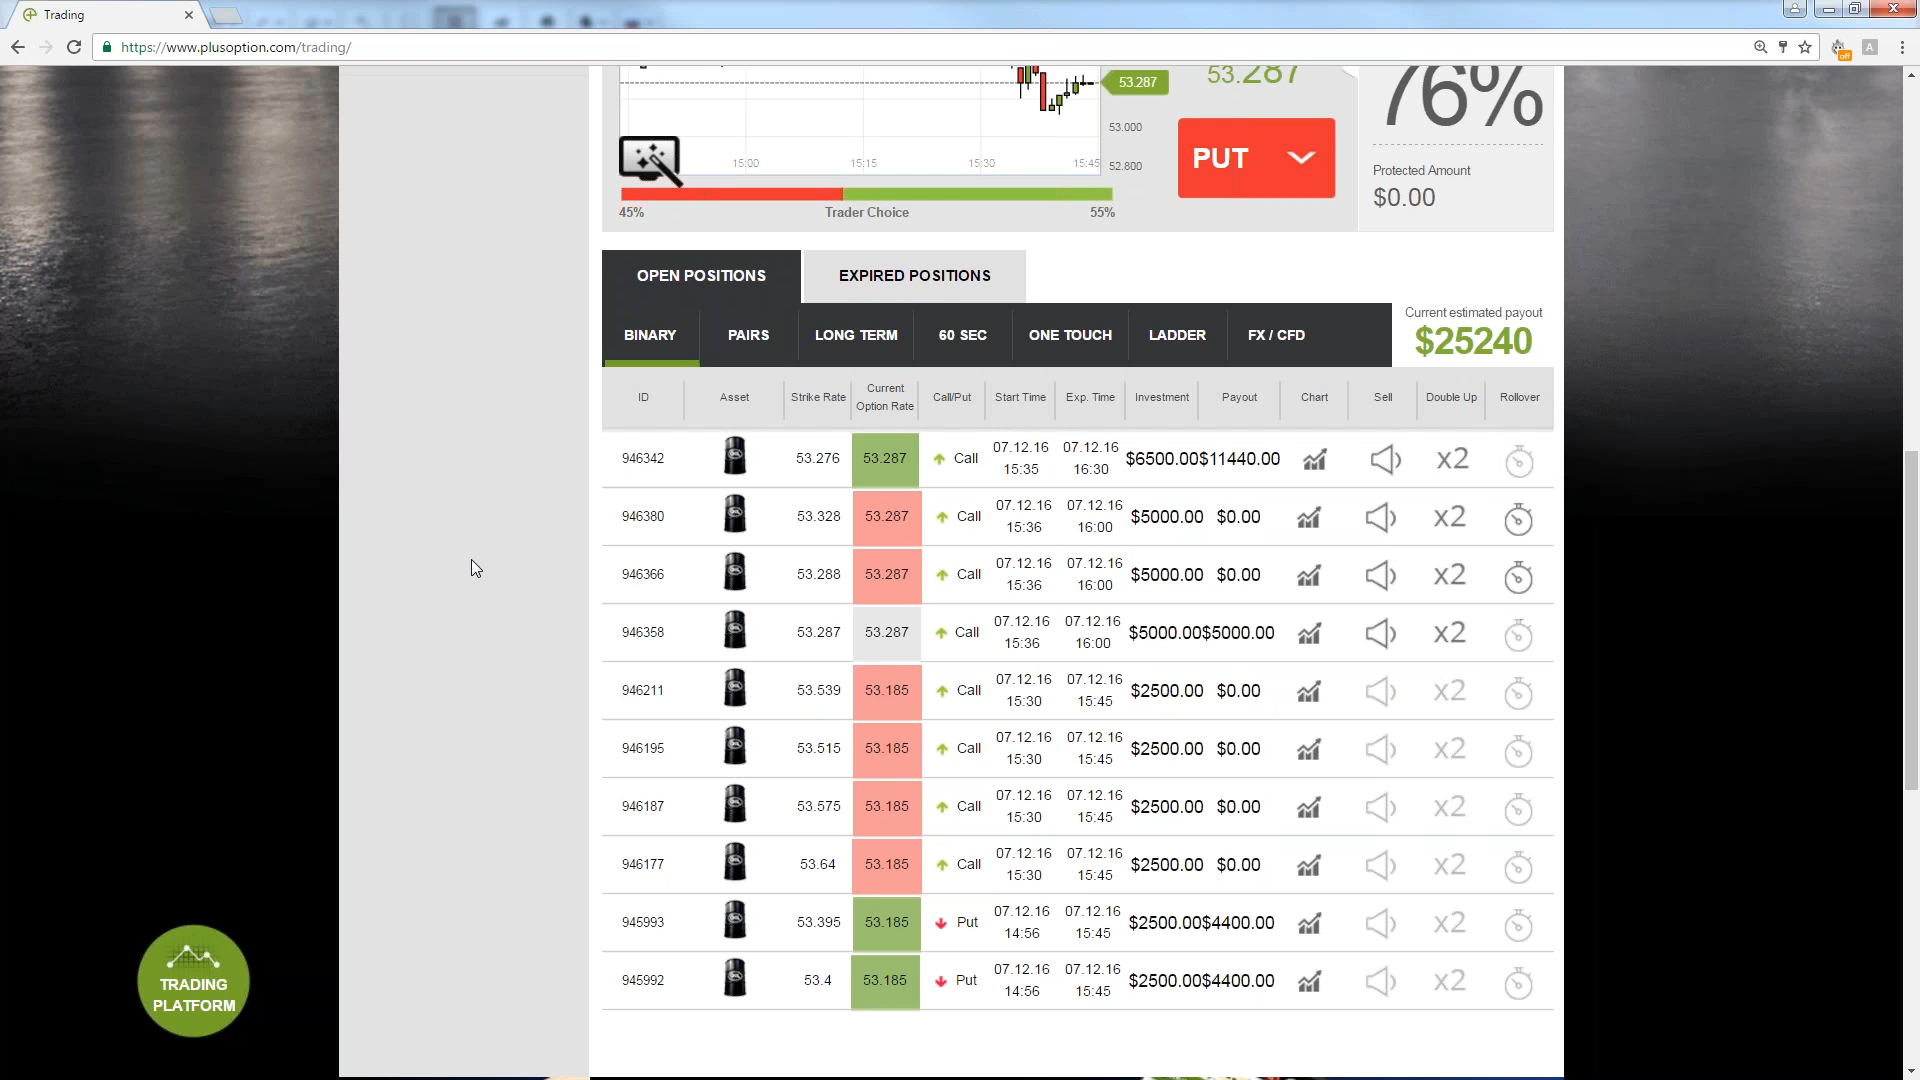 Trading
https://www.plusoption.com/trading/
off
A
53.287
53.287
76%
53.000
52.800
15:00 15:15 15:30 15:45
PUT
Protected Amount
$0.00
45% Trader Choice 55%
OPEN POSITIONS EXPIRED POSITIONS
BINARY PAIRS LONG TERM 60 SEC ONE TOUCH LADDER FX / CFD
Current estimated payout
$25240
ID Asset Strike Rate Current Option Rate Call/Put Start Time Exp. Time Investment Payout Chart Sell Double Up Rollover
946342 53.276 53.287 Call 07.12.16 15:35 07.12.16 16:30 $6500.00 $11440.00 x2
946380 53.328 53.287 Call 07.12.16 15:36 07.12.16 16:00 $5000.00 $0.00 x2
946366 53.288 53.287 Call 07.12.16 15:36 07.12.16 16:00 $5000.00 $0.00 x2
946358 53.287 53.287 Call 07.12.16 15:36 07.12.16 16:00 $5000.00 $5000.00 x2
946211 53.539 53.185 Call 07.12.16 15:30 07.12.16 15:45 $2500.00 $0.00 x2
946195 53.515 53.185 Call 07.12.16 15:30 07.12.16 15:45 $2500.00 $0.00 x2
946187 53.575 53.185 Call 07.12.16 15:30 07.12.16 15:45 $2500.00 $0.00 x2
946177 53.64 53.185 Call 07.12.16 15:30 07.12.16 15:45 $2500.00 $0.00 x2
945993 53.395 53.185 Put 07.12.16 14:56 07.12.16 15:45 $2500.00 $4400.00 x2
945992 53.4 53.185 Put 07.12.16 14:56 07.12.16 15:45 $2500.00 $4400.00 x2
TRADING
PLATFORM